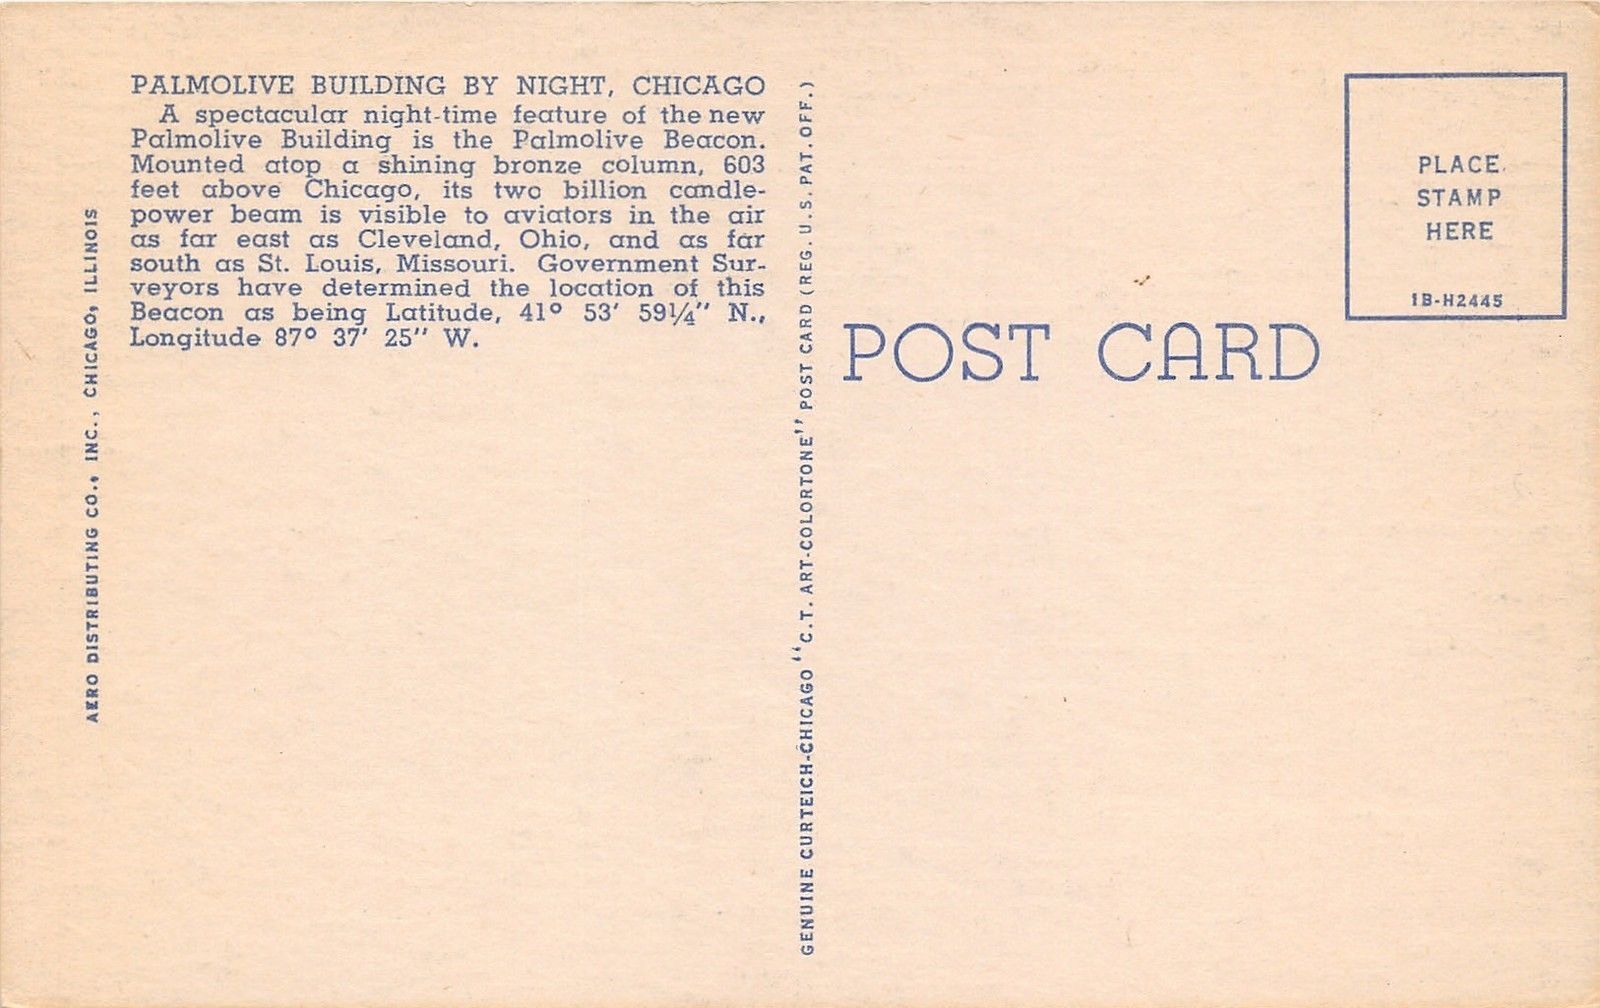 PALMOLIVE BUILDING BY NIGHT, CHICAGO
A spectacular night-time feature of the new
Palmolive Building is the Palmolive Beacon.
Mounted atop a shining bronze column, 603
feet above Chicago, its two billion candle-
power beam is visible to aviators in the air
as far east as Cleveland, Ohio, and as far
south as St. Louis, Missouri. Government Sur-
veyors have determined the location of this
Beacon as being Latitude, 41° 53' 59¼" N.,
Longitude 87° 37' 25" W.
AERO DISTRIBUTING CO., INC., CHICAGO, ILLINOIS
GENUINE CURTEICH-CHICAGO "C.T. ART-COLORTONE" POST CARD (REG. U.S. PAT. OFF.)
POST CARD
PLACE
STAMP
HERE
1B-H2445